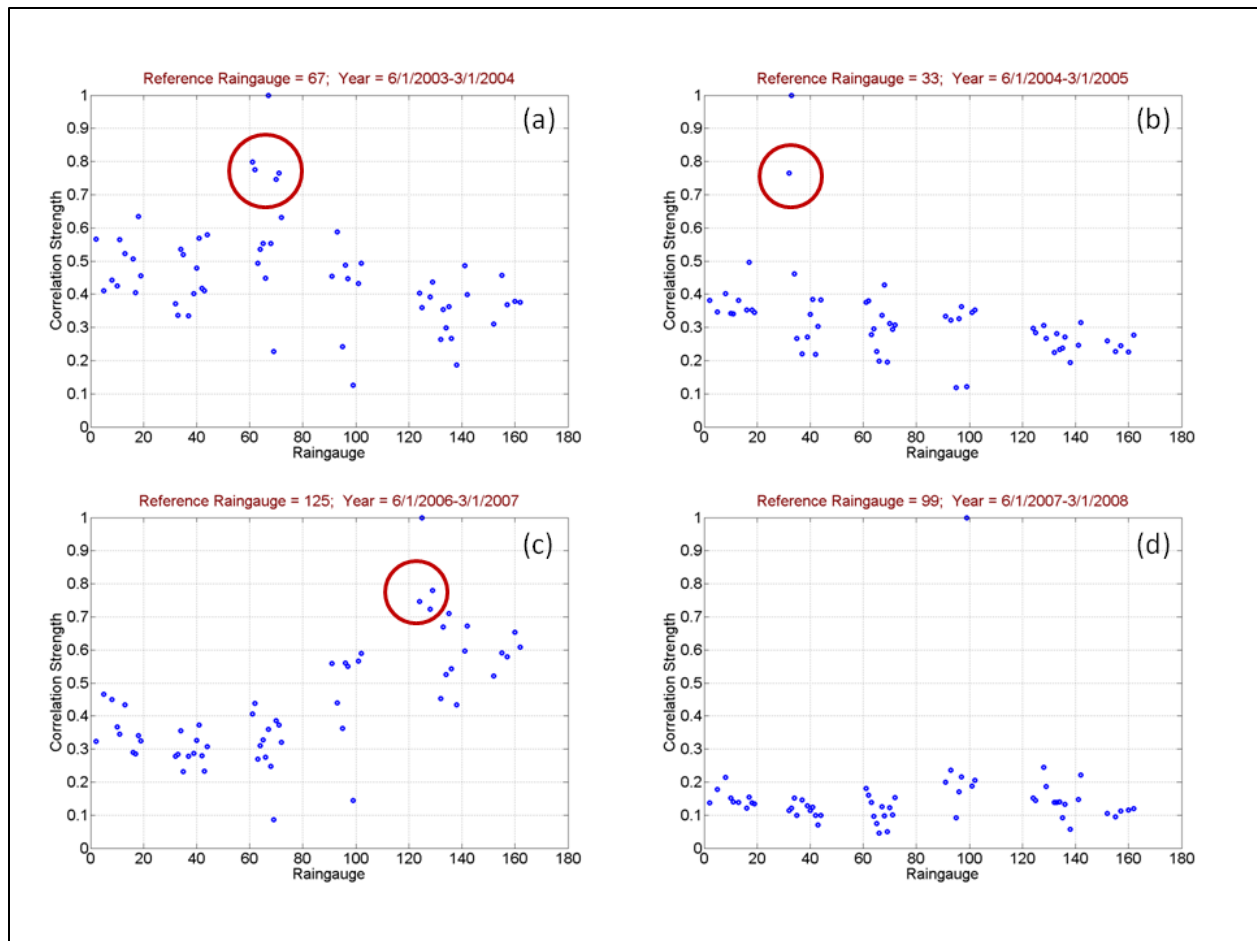 Reference Raingauge = 67;  Year = 6/1/2003-3/1/2004
(a)
1
0.9
0.8
0.7
0.6
0.5
0.4
0.3
0.2
0.1
0
Correlation Strength
0 20 40 60 80 100 120 140 160 180
Raingauge
Reference Raingauge = 33;  Year = 6/1/2004-3/1/2005
(b)
1
0.9
0.8
0.7
0.6
0.5
0.4
0.3
0.2
0.1
0
Correlation Strength
0 20 40 60 80 100 120 140 160 180
Raingauge
Reference Raingauge = 125;  Year = 6/1/2006-3/1/2007
(c)
1
0.9
0.8
0.7
0.6
0.5
0.4
0.3
0.2
0.1
0
Correlation Strength
0 20 40 60 80 100 120 140 160 180
Raingauge
Reference Raingauge = 99;  Year = 6/1/2007-3/1/2008
(d)
1
0.9
0.8
0.7
0.6
0.5
0.4
0.3
0.2
0.1
0
Correlation Strength
0 20 40 60 80 100 120 140 160 180
Raingauge